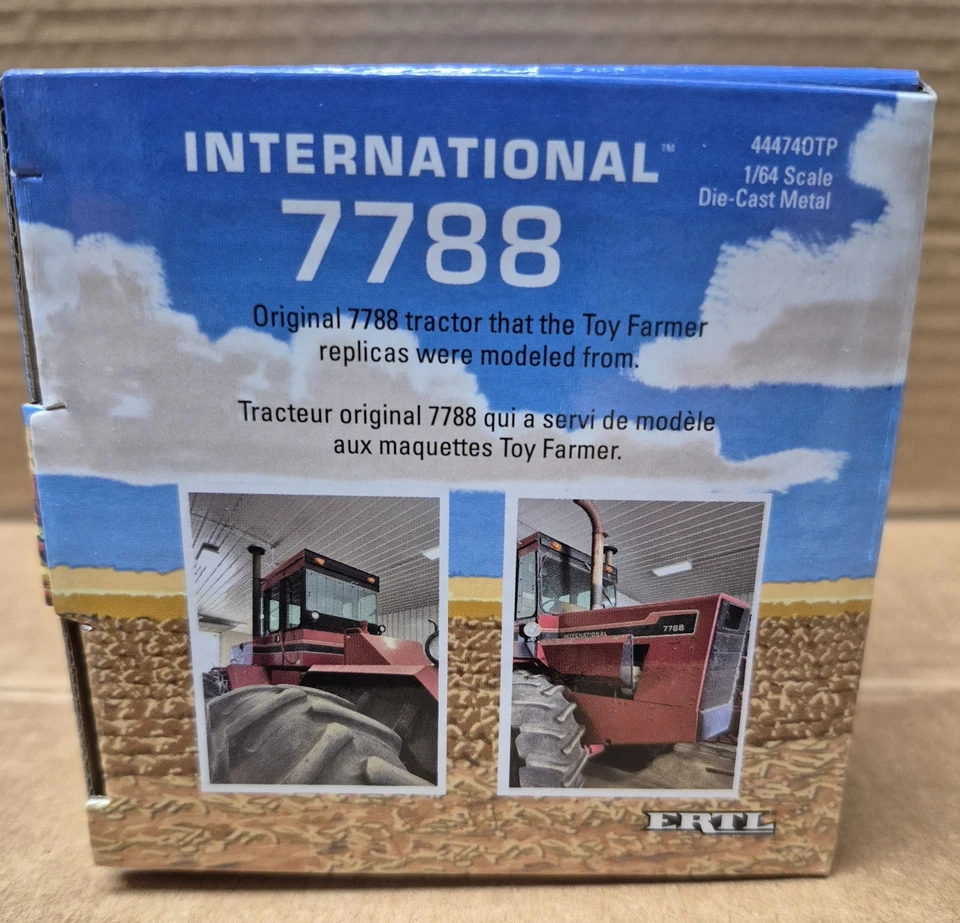 INTERNATIONAL™
7788
44474OTP
1/64 Scale
Die-Cast Metal
Original 7788 tractor that the Toy Farmer
replicas were modeled from.
Tracteur original 7788 qui a servi de modèle
aux maquettes Toy Farmer.
INTERNATIONAL
7788
ERTL